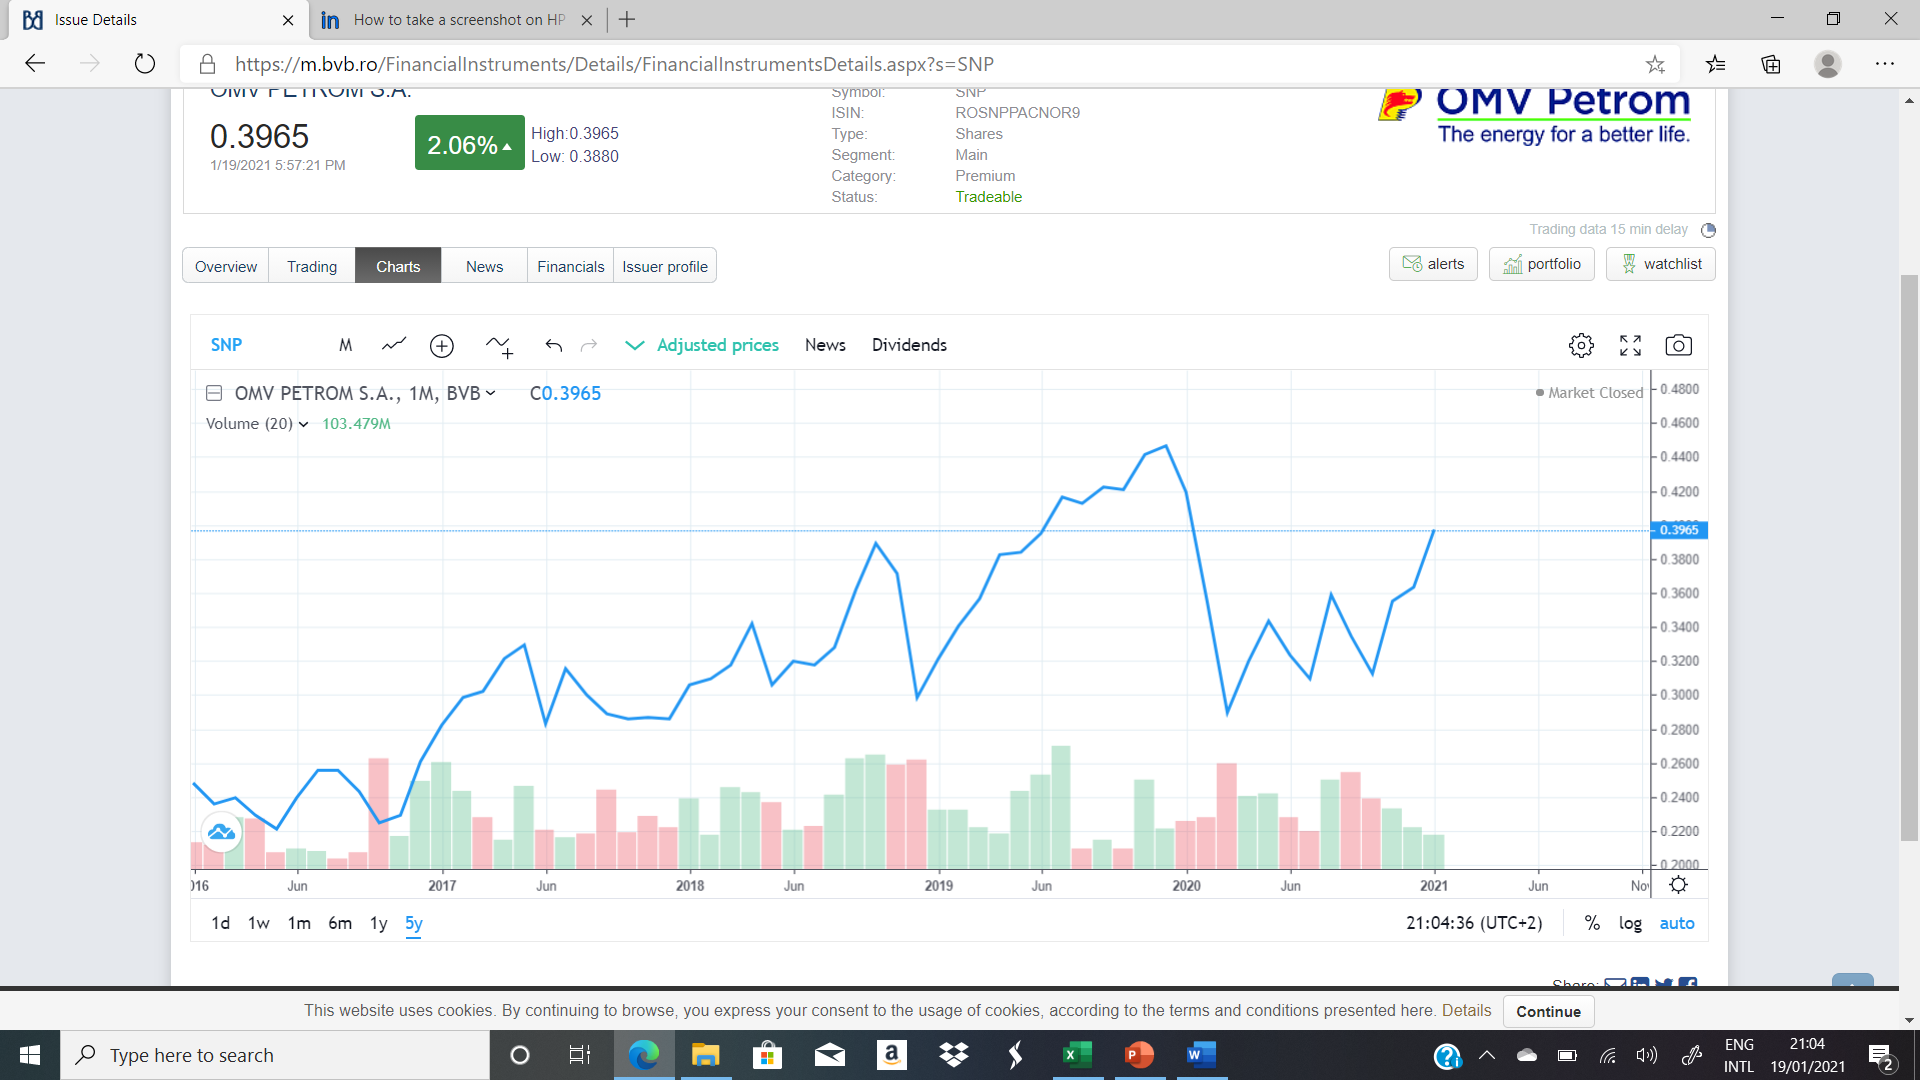 Issue Details
How to take a screenshot on HP
https://m.bvb.ro/FinancialInstruments/Details/FinancialInstrumentsDetails.aspx?s=SNP
OMV PETROM S.A.
0.3965
1/19/2021 5:57:21 PM
2.06%
High:0.3965
Low: 0.3880
Symbol: SNP
ISIN: ROSNPPACNOR9
Type: Shares
Segment: Main
Category: Premium
Status: Tradeable
OMV Petrom
The energy for a better life.
Trading data 15 min delay
Overview Trading Charts News Financials Issuer profile
alerts portfolio watchlist
SNP M Adjusted prices News Dividends
OMV PETROM S.A., 1M, BVB C0.3965
Market Closed
Volume (20) 103.479M
0.4800
0.4600
0.4400
0.4200
0.3965
0.3800
0.3600
0.3400
0.3200
0.3000
0.2800
0.2600
0.2400
0.2200
0.2000
016 Jun 2017 Jun 2018 Jun 2019 Jun 2020 Jun 2021 Jun Nov
1d 1w 1m 6m 1y 5y
21:04:36 (UTC+2) % log auto
Share:
This website uses cookies. By continuing to browse, you express your consent to the usage of cookies, according to the terms and conditions presented here. Details
Continue
Type here to search
ENG
INTL
21:04
19/01/2021
2